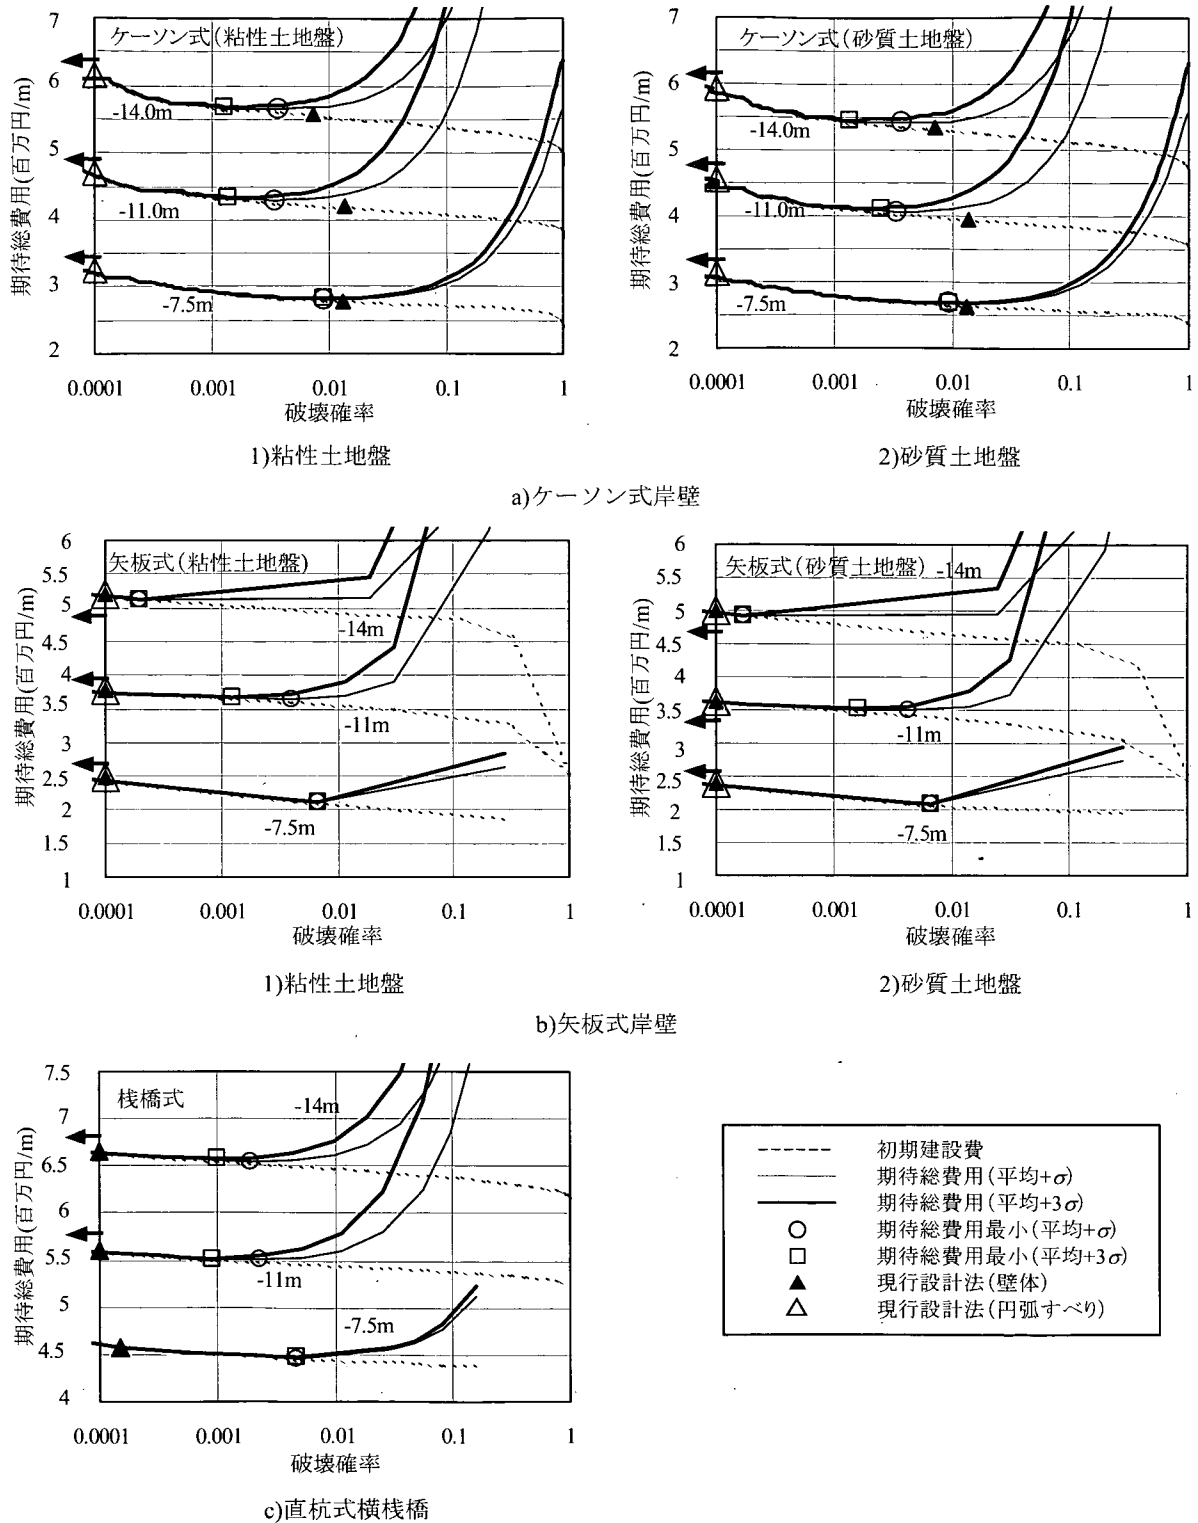 ケーソン式(粘性土地盤)
期待総費用(百万円/m)
7
6
5
4
3
2
-14.0m
-11.0m
-7.5m
0.0001 0.001 0.01 0.1 1
破壊確率
1)粘性土地盤
ケーソン式(砂質土地盤)
期待総費用(百万円/m)
7
6
5
4
3
2
-14.0m
-11.0m
-7.5m
0.0001 0.001 0.01 0.1 1
破壊確率
2)砂質土地盤
a)ケーソン式岸壁
矢板式(粘性土地盤)
期待総費用(百万円/m)
6
5.5
5
4.5
4
3.5
3
2.5
2
1.5
1
-14m
-11m
-7.5m
0.0001 0.001 0.01 0.1 1
破壊確率
1)粘性土地盤
矢板式(砂質土地盤)
期待総費用(百万円/m)
6
5.5
5
4.5
4
3.5
3
2.5
2
1.5
1
-14m
-11m
-7.5m
0.0001 0.001 0.01 0.1 1
破壊確率
2)砂質土地盤
b)矢板式岸壁
桟橋式
期待総費用(百万円/m)
7.5
7
6.5
6
5.5
5
4.5
4
-14m
-11m
-7.5m
0.0001 0.001 0.01 0.1 1
破壊確率
c)直杭式横桟橋
初期建設費
期待総費用(平均+σ)
期待総費用(平均+3σ)
期待総費用最小(平均+σ)
期待総費用最小(平均+3σ)
現行設計法(壁体)
現行設計法(円弧すべり)